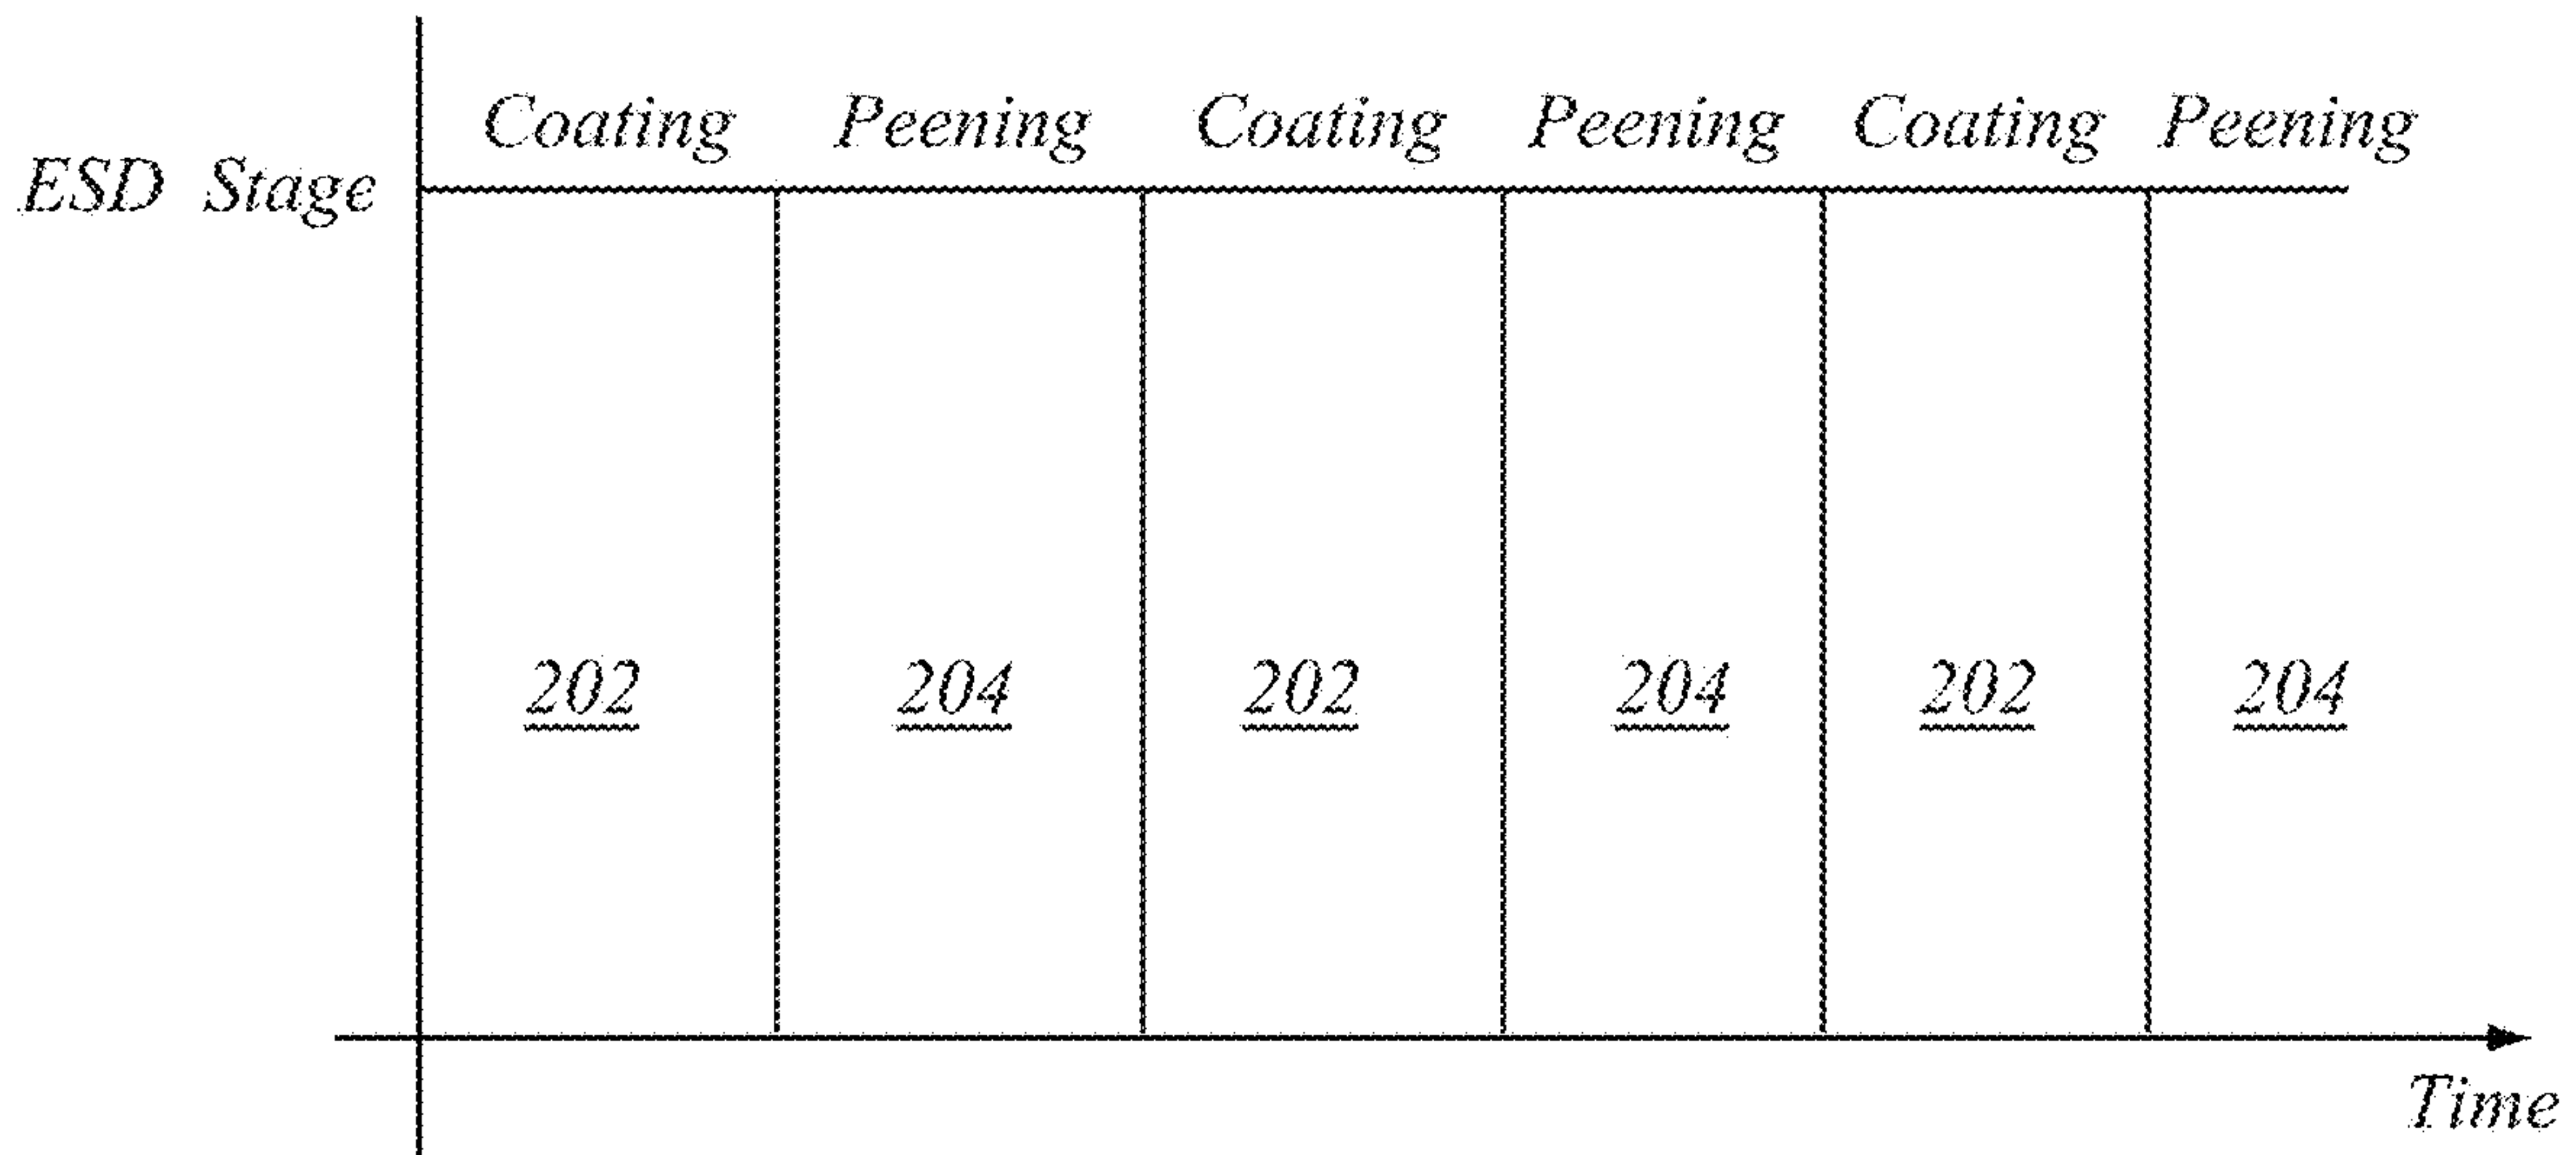 Coating Peening Coating Peening Coating Peening
ESD Stage
202 204 202 204 202 204
Time